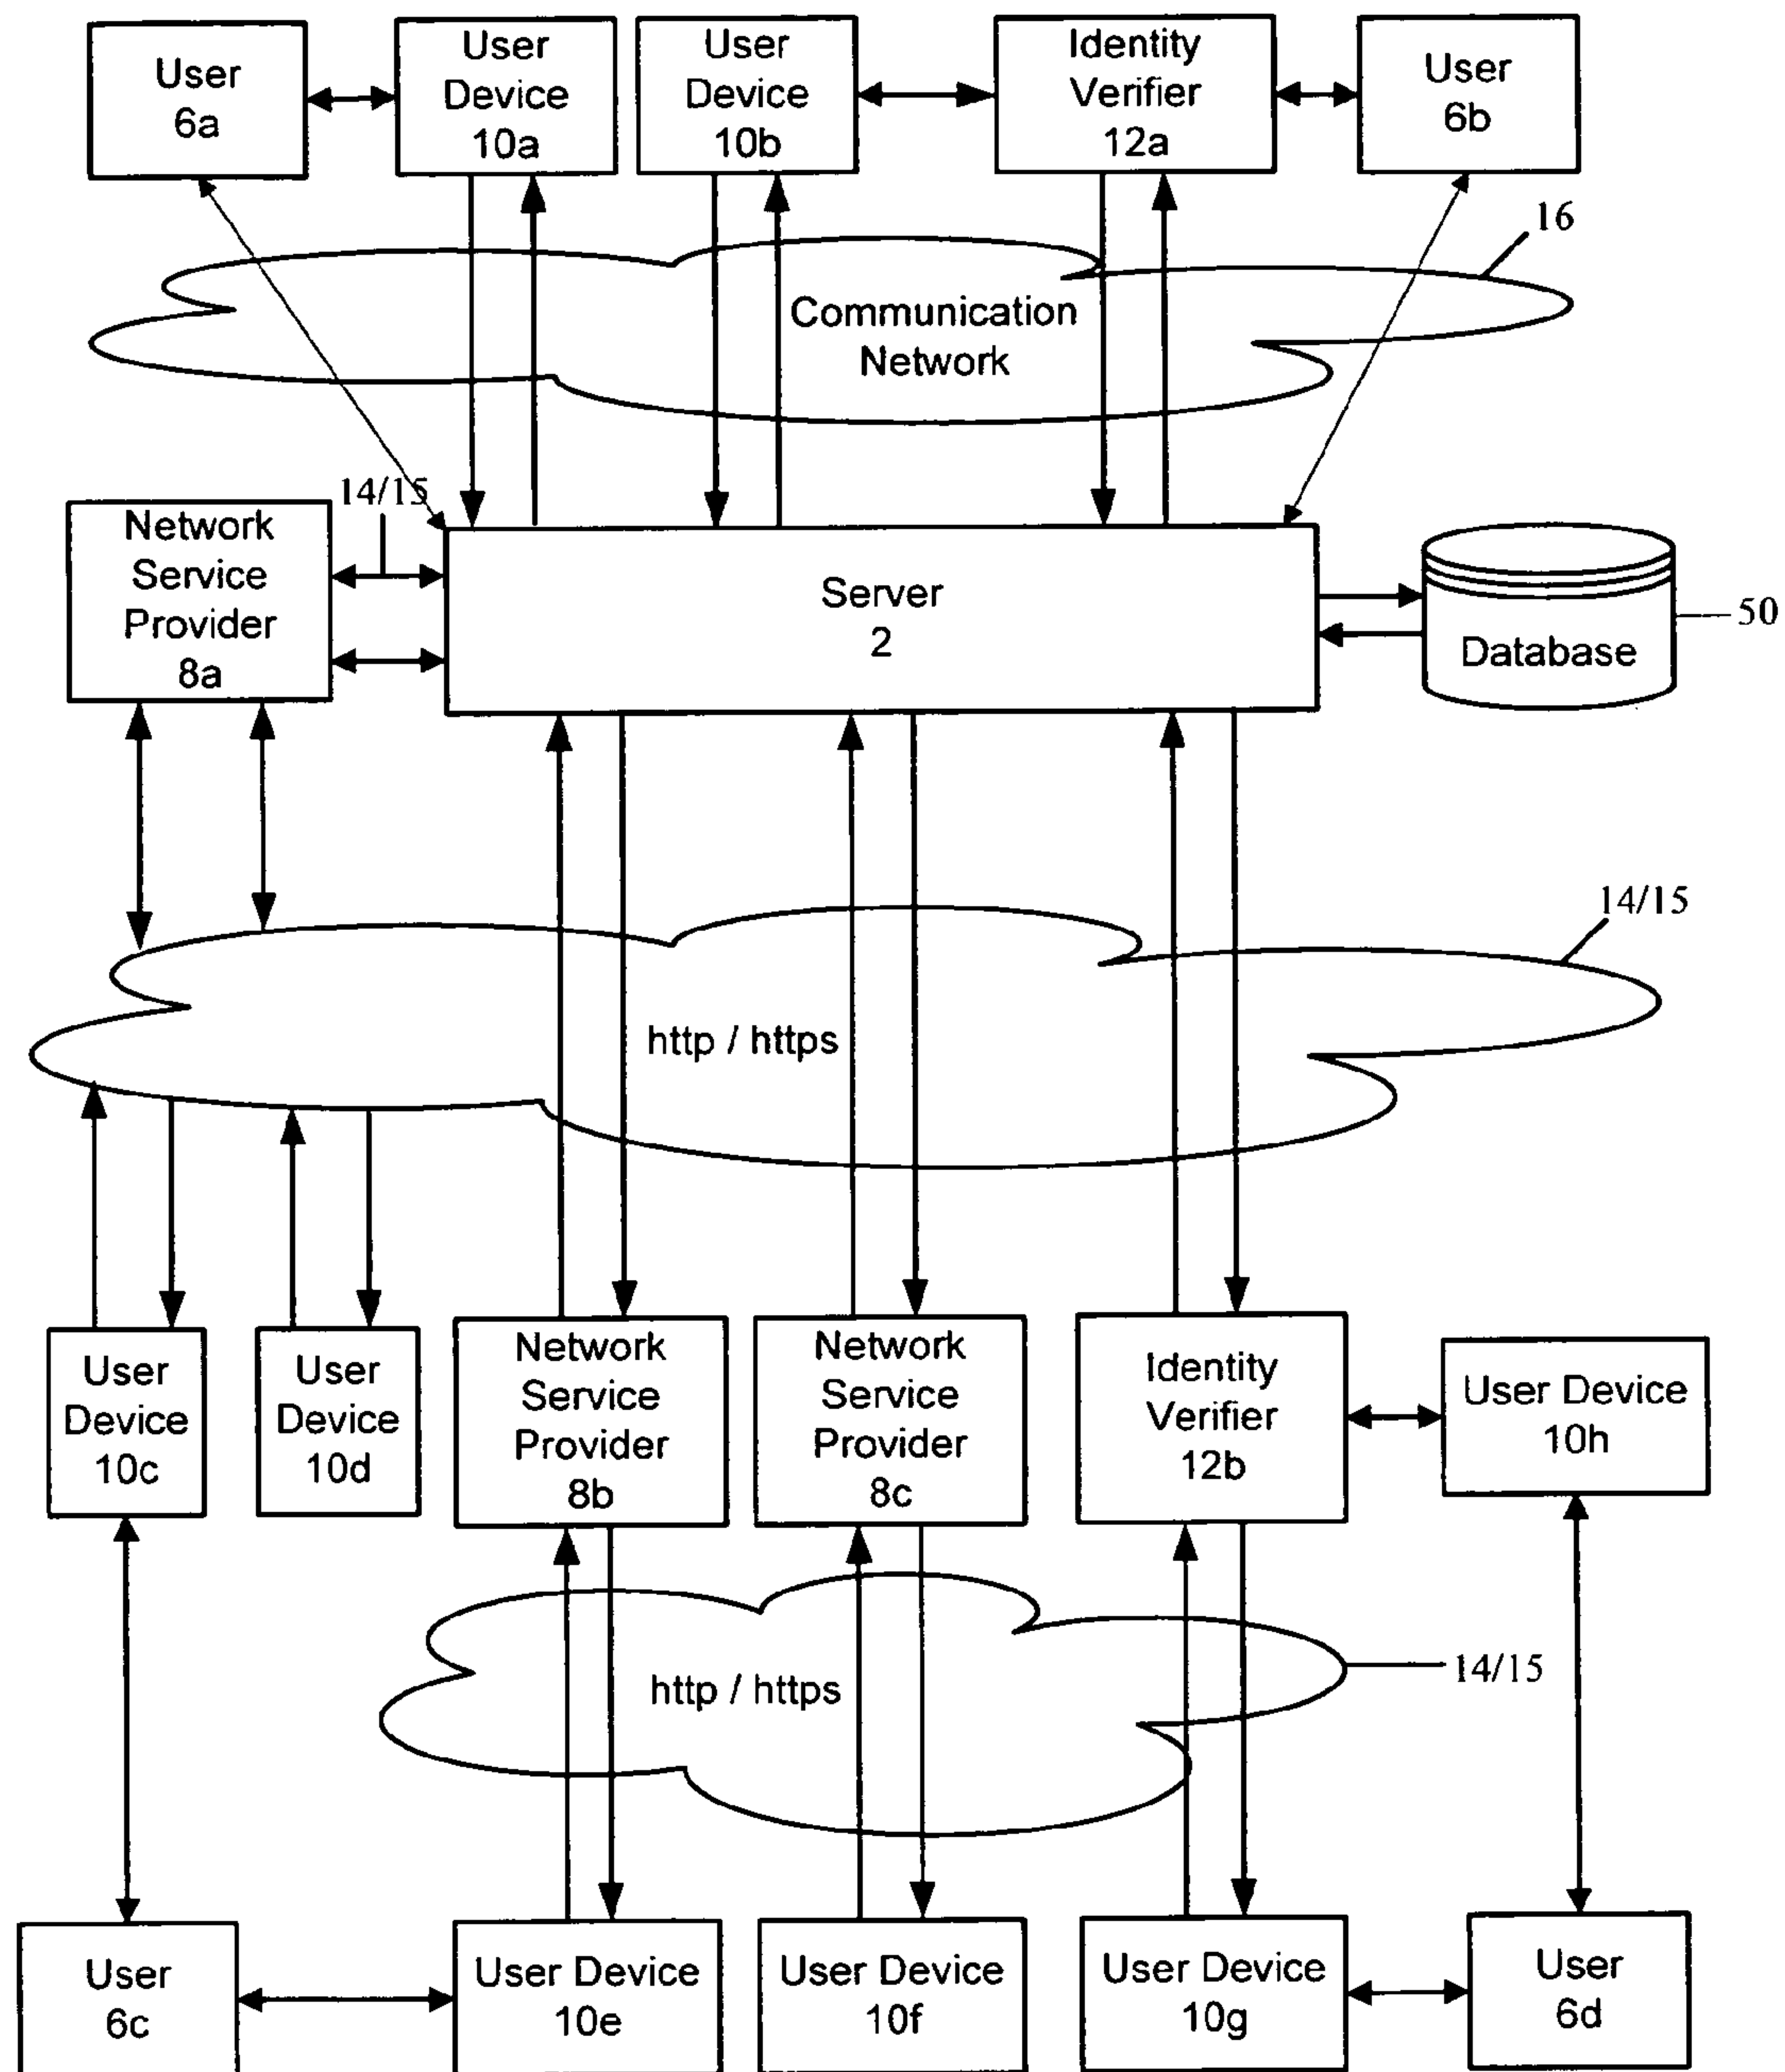 User
6a
User
Device
10a
User
Device
10b
Identity
Verifier
12a
User
6b
16
Communication
Network
14/15
Network
Service
Provider
8a
Server
2
Database
50
14/15
http / https
User
Device
10c
User
Device
10d
Network
Service
Provider
8b
Network
Service
Provider
8c
Identity
Verifier
12b
User Device
10h
http / https
14/15
User
6c
User Device
10e
User Device
10f
User Device
10g
User
6d